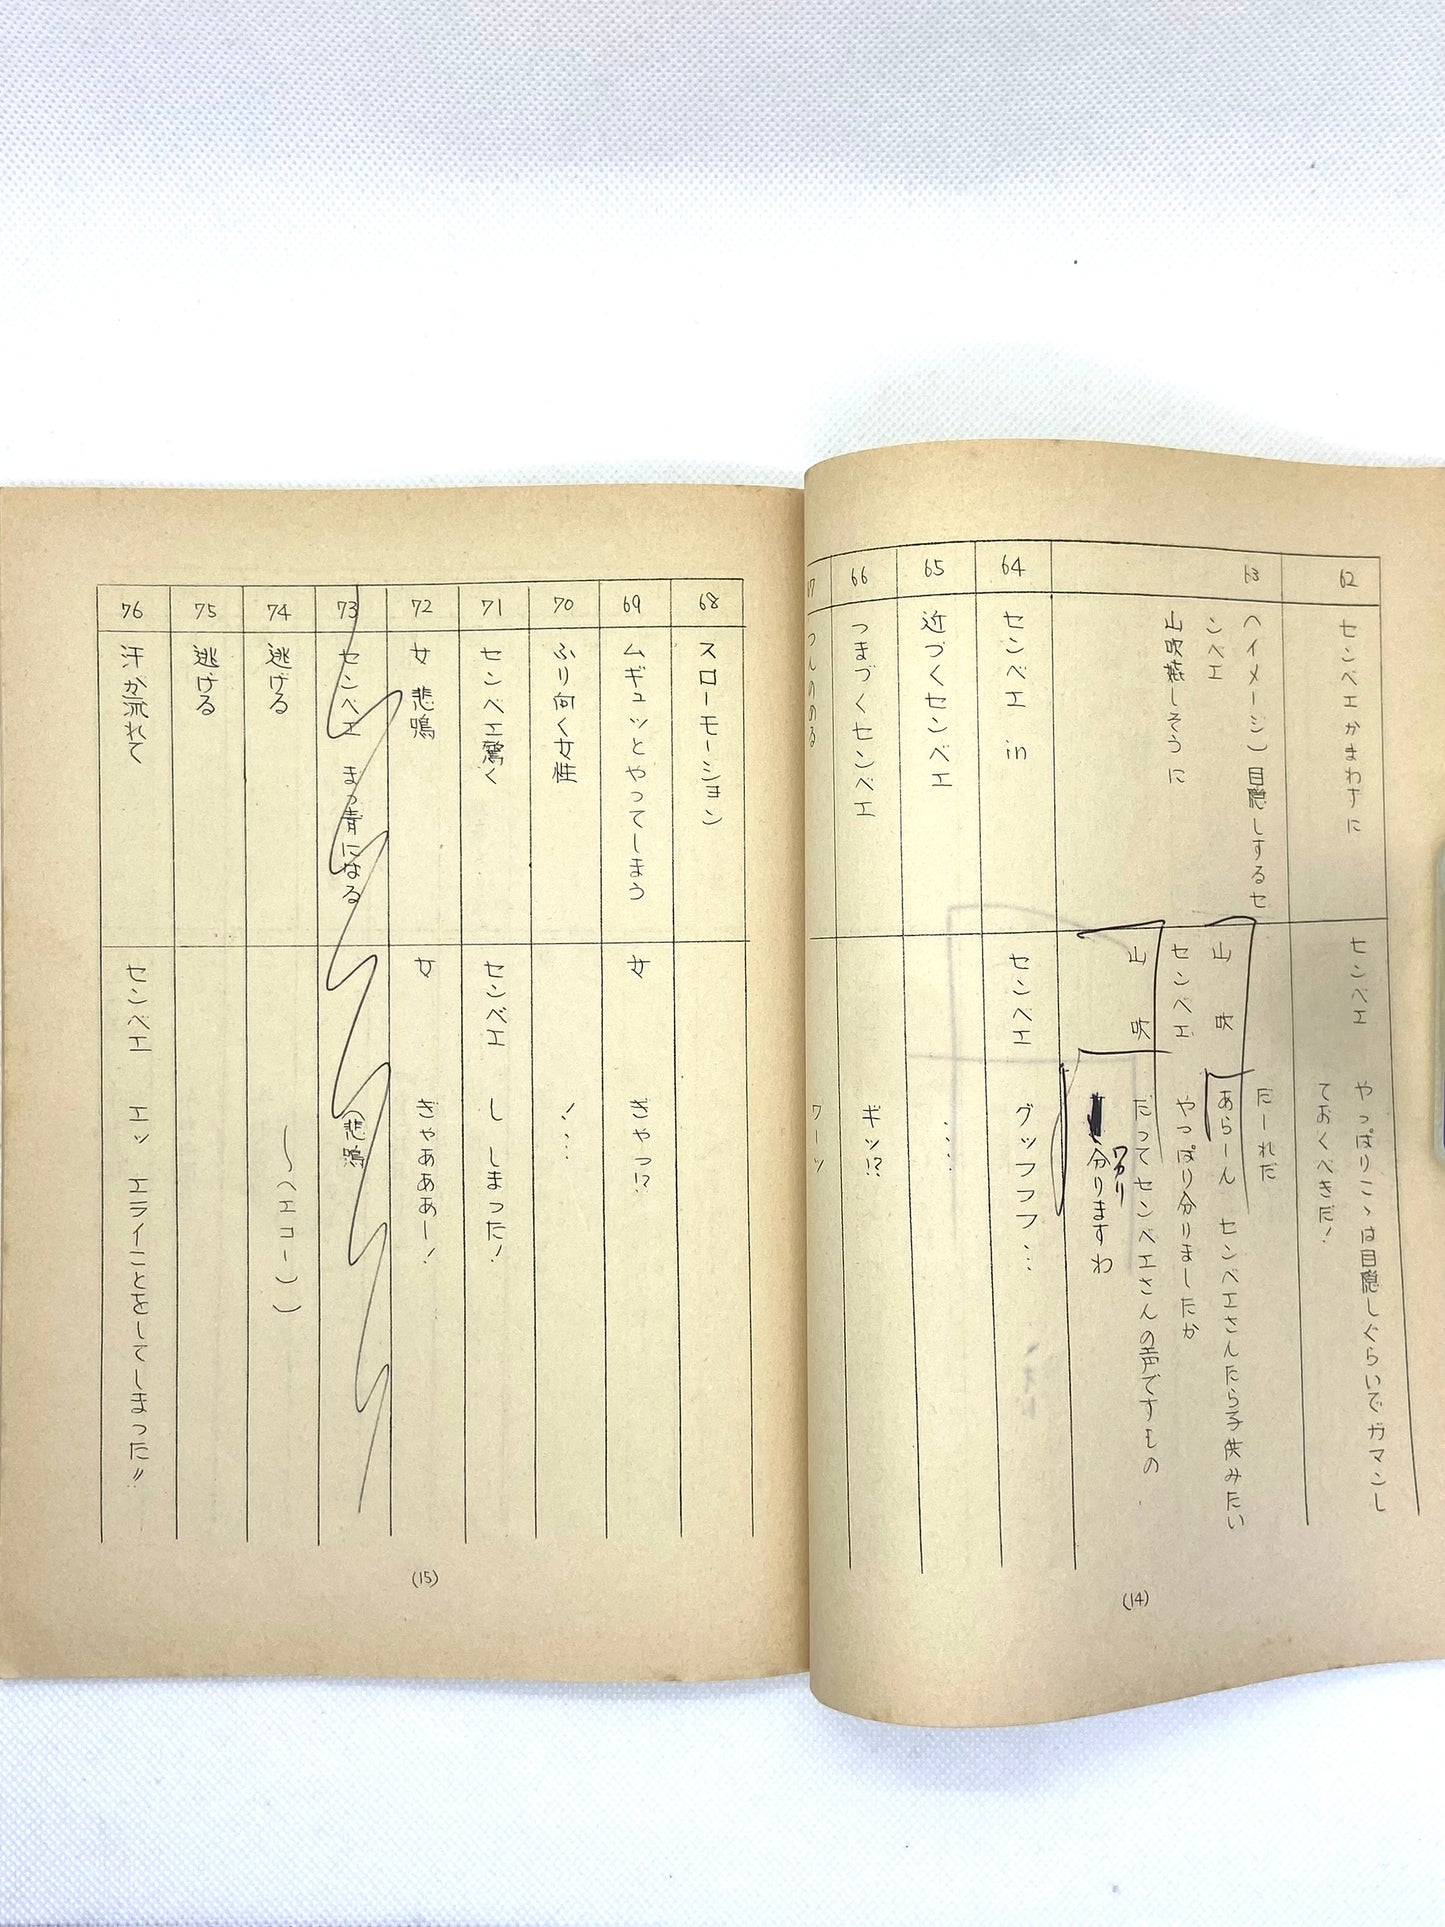 62
センベエかまわずに
センベエ
やっぱりこゝは目隠しぐらいでガマンし
ておくべきだ!
63
(イメージ)目隠しするセ
ンベエ
山吹嬉しそうに
だーれだ
山吹
あらーん センベエさんたら子供みたい
センベエ
やっぱり分りましたか
山吹
だってセンベエさんの声ですもの
分りますわ
ワカリ
64
センベエ in
センベエ
グッフフフ…
65
近づくセンベエ
……
66
つまづくセンベエ
ギッ!?
67
つんのめる
ワーッ
(14)
68
スローモーション
69
ムギュッとやってしまう
女
きゃっ!?
70
ふり向く女性
!…
71
センベエ驚く
センベエ
し しまった!
72
女 悲鳴
女
きゃあああー!
73
センベエ まっ青になる
(悲鳴
74
逃げる
〜(エコー))
75
逃げる
76
汗が流れて
センベエ
エッ エライことをしてしまった!!
(15)